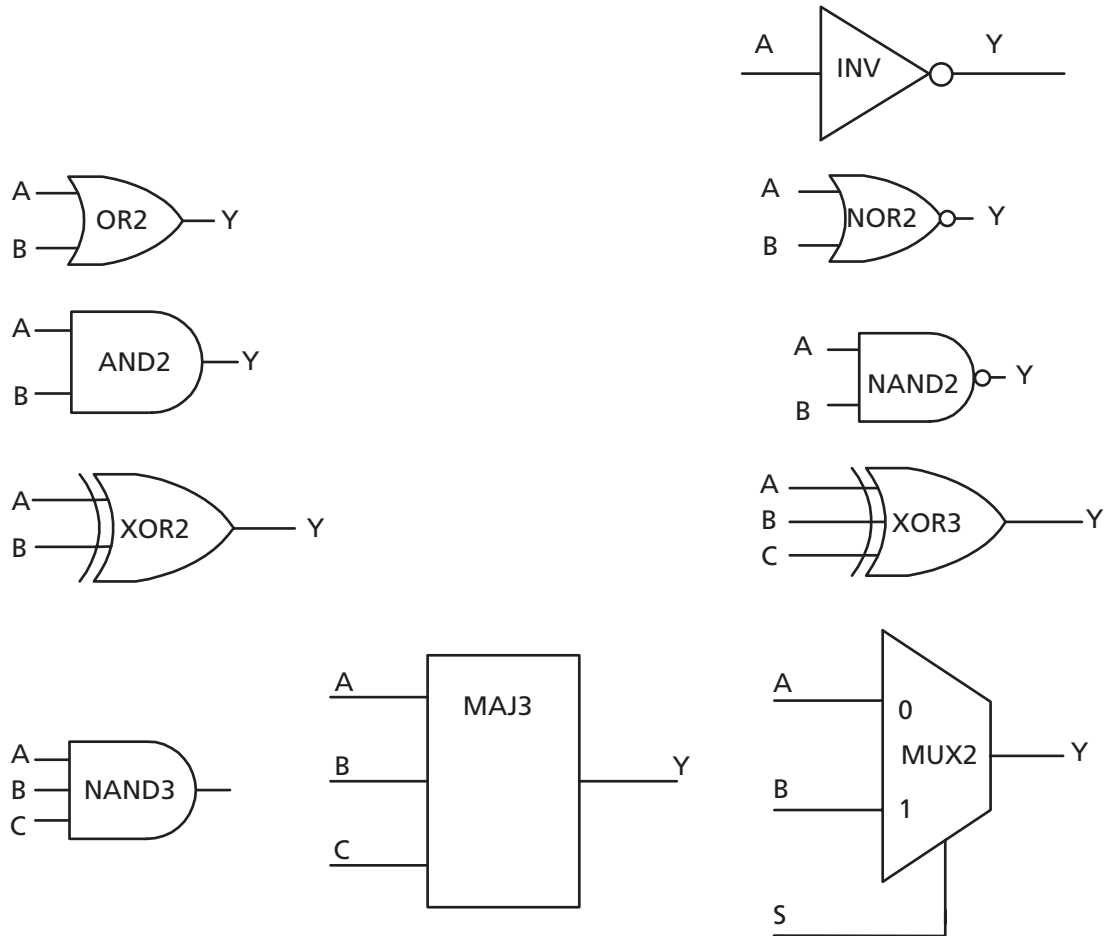 A INV Y
A OR2 Y
B
A NOR2 Y
B
A AND2 Y
B
A NAND2 Y
B
A XOR2 Y
B
A XOR3 Y
B
C
A NAND3
B
C
A MAJ3
B Y
C
A 0
MUX2 Y
B 1
S